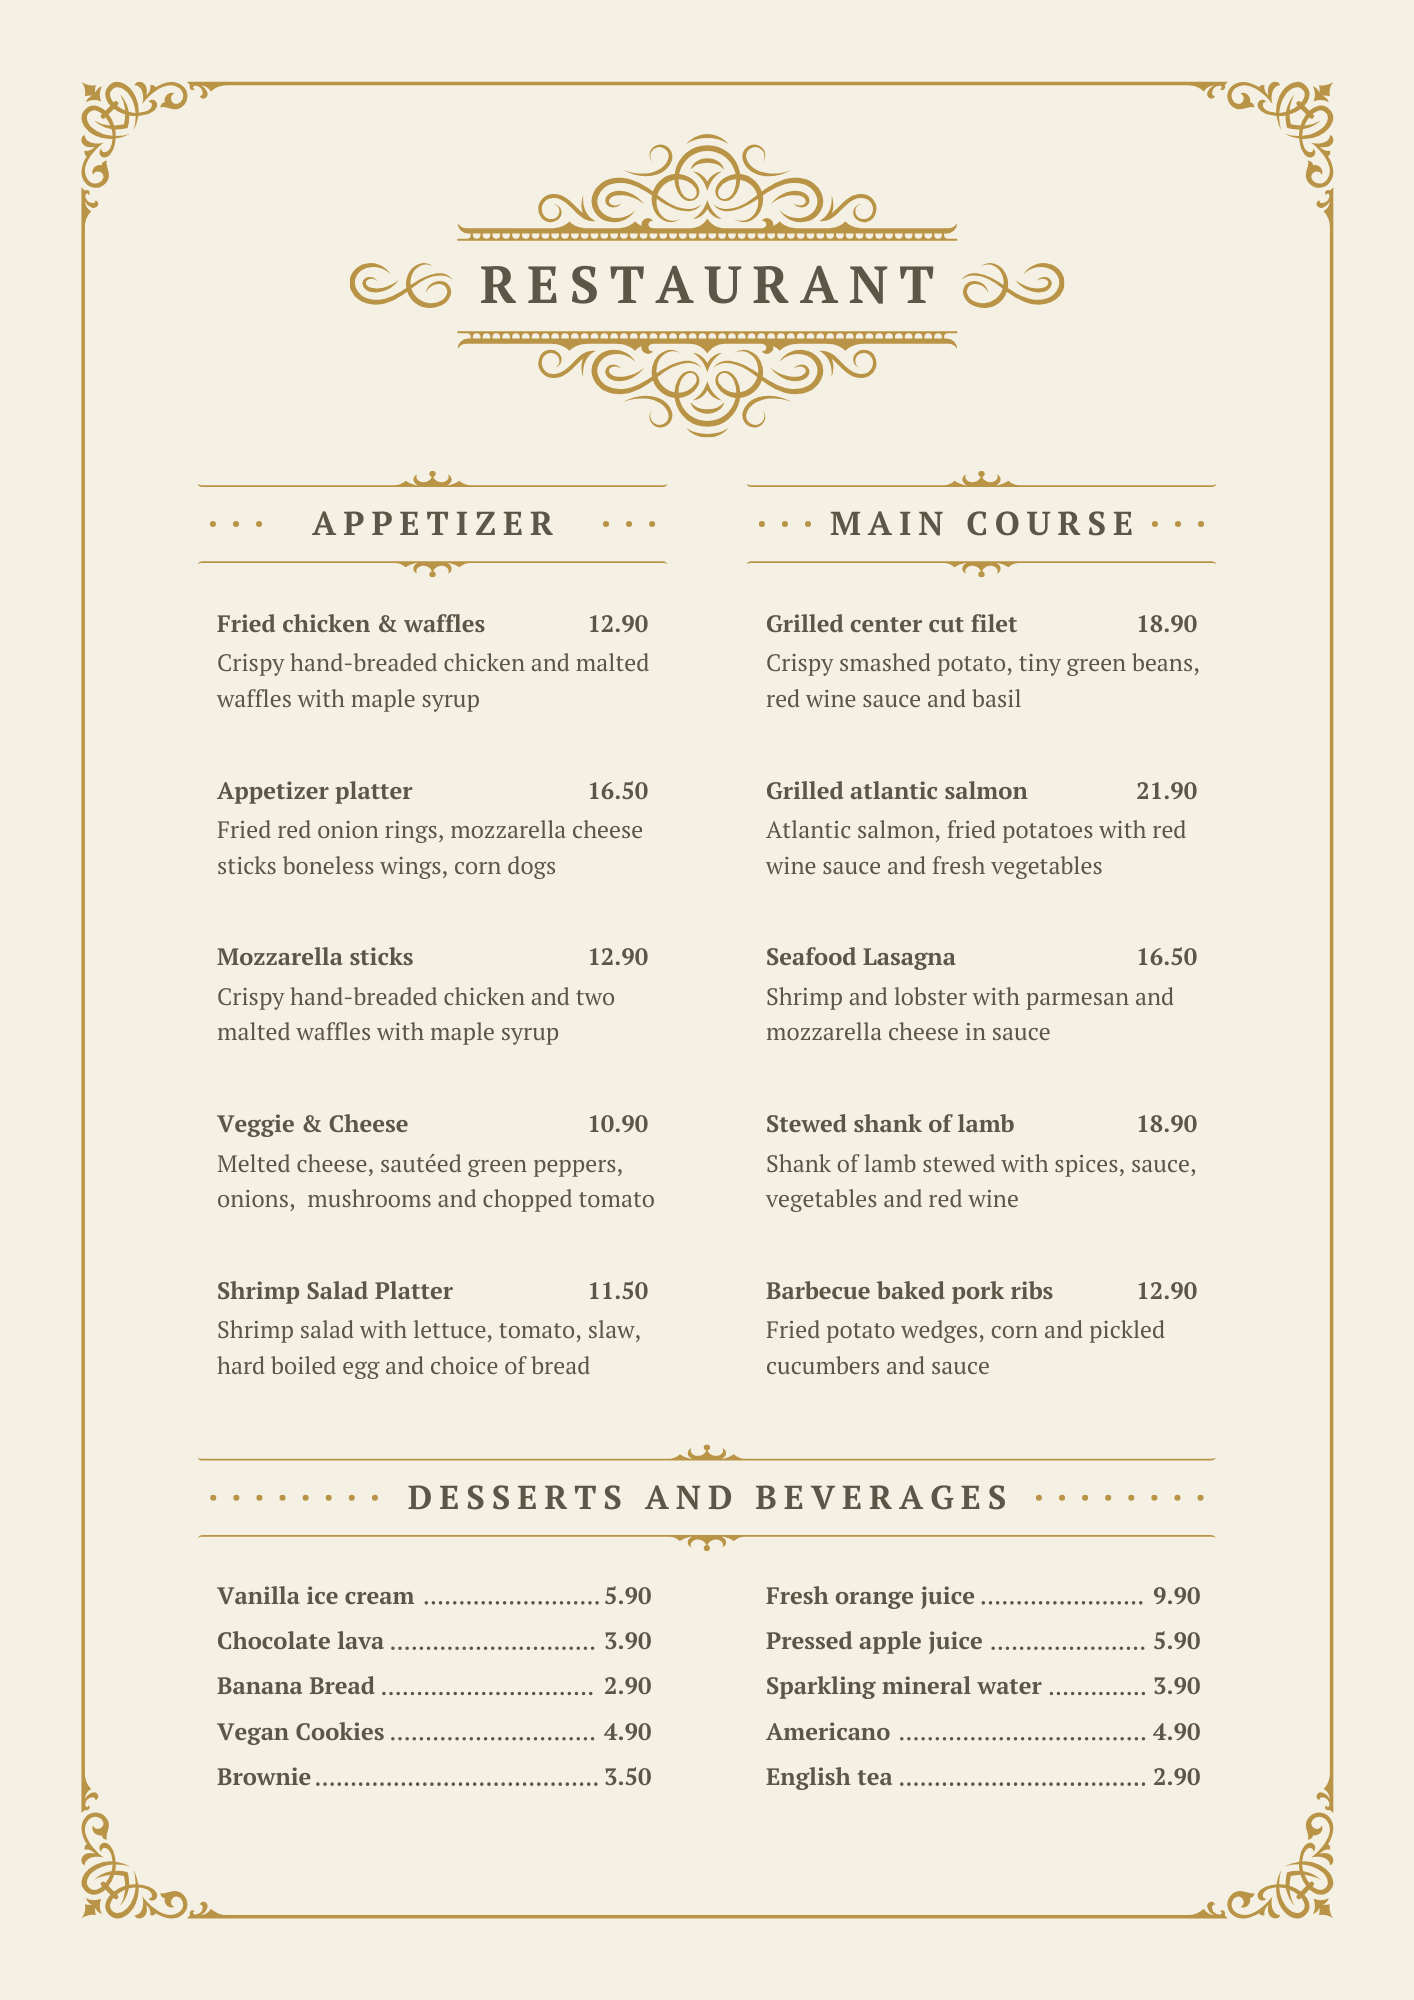 RESTAURANT
APPETIZER
Fried chicken & waffles 12.90
Crispy hand-breaded chicken and malted
waffles with maple syrup
Appetizer platter 16.50
Fried red onion rings, mozzarella cheese
sticks boneless wings, corn dogs
Mozzarella sticks 12.90
Crispy hand-breaded chicken and two
malted waffles with maple syrup
Veggie & Cheese 10.90
Melted cheese, sautéed green peppers,
onions,  mushrooms and chopped tomato
Shrimp Salad Platter 11.50
Shrimp salad with lettuce, tomato, slaw,
hard boiled egg and choice of bread
MAIN COURSE
Grilled center cut filet 18.90
Crispy smashed potato, tiny green beans,
red wine sauce and basil
Grilled atlantic salmon 21.90
Atlantic salmon, fried potatoes with red
wine sauce and fresh vegetables
Seafood Lasagna 16.50
Shrimp and lobster with parmesan and
mozzarella cheese in sauce
Stewed shank of lamb 18.90
Shank of lamb stewed with spices, sauce,
vegetables and red wine
Barbecue baked pork ribs 12.90
Fried potato wedges, corn and pickled
cucumbers and sauce
DESSERTS AND BEVERAGES
Vanilla ice cream ......................... 5.90
Chocolate lava ............................. 3.90
Banana Bread .............................. 2.90
Vegan Cookies ............................. 4.90
Brownie ........................................ 3.50
Fresh orange juice ....................... 9.90
Pressed apple juice ...................... 5.90
Sparkling mineral water .............. 3.90
Americano ................................... 4.90
English tea ................................... 2.90